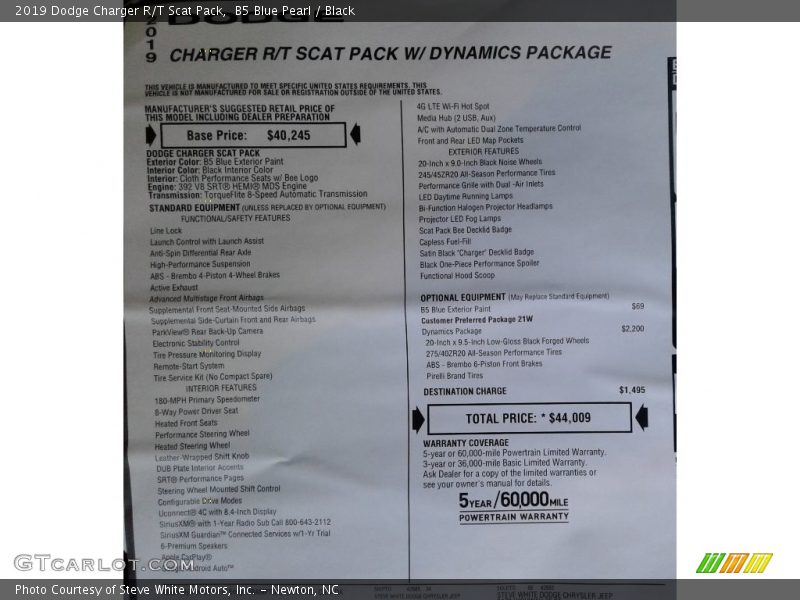 2019 Dodge Charger R/T Scat Pack, B5 Blue Pearl / Black
DODGE
2019
CHARGER R/T SCAT PACK W/ DYNAMICS PACKAGE
THIS VEHICLE IS MANUFACTURED TO MEET SPECIFIC UNITED STATES REQUIREMENTS. THIS
VEHICLE IS NOT MANUFACTURED FOR SALE OR REGISTRATION OUTSIDE OF THE UNITED STATES.
MANUFACTURER'S SUGGESTED RETAIL PRICE OF
THIS MODEL INCLUDING DEALER PREPARATION
Base Price: $40,245
DODGE CHARGER SCAT PACK
Exterior Color: B5 Blue Exterior Paint
Interior Color: Black Interior Color
Interior: Cloth Performance Seats w/ Bee Logo
Engine: 392 V8 SRT® HEMI® MDS Engine
Transmission: TorqueFlite 8-Speed Automatic Transmission
STANDARD EQUIPMENT (UNLESS REPLACED BY OPTIONAL EQUIPMENT)
FUNCTIONAL/SAFETY FEATURES
Line Lock
Launch Control with Launch Assist
Anti-Spin Differential Rear Axle
High-Performance Suspension
ABS - Brembo 4-Piston 4-Wheel Brakes
Active Exhaust
Advanced Multistage Front Airbags
Supplemental Front Seat-Mounted Side Airbags
Supplemental Side-Curtain Front and Rear Airbags
ParkView® Rear Back-Up Camera
Electronic Stability Control
Tire Pressure Monitoring Display
Remote-Start System
Tire Service Kit (No Compact Spare)
INTERIOR FEATURES
180-MPH Primary Speedometer
8-Way Power Driver Seat
Heated Front Seats
Performance Steering Wheel
Heated Steering Wheel
Leather-Wrapped Shift Knob
DUB Plate Interior Accents
SRT® Performance Pages
Steering Wheel Mounted Shift Control
Configurable Drive Modes
Uconnect® 4C with 8.4-Inch Display
SiriusXM® with 1-Year Radio Sub Call 800-643-2112
SiriusXM Guardian™ Connected Services w/1-Yr Trial
6-Premium Speakers
Apple CarPlay®
Android Auto™
4G LTE Wi-Fi Hot Spot
Media Hub (2 USB, Aux)
A/C with Automatic Dual Zone Temperature Control
Front and Rear LED Map Pockets
EXTERIOR FEATURES
20-Inch x 9.0-Inch Black Noise Wheels
245/45ZR20 All-Season Performance Tires
Performance Grille with Dual -Air Inlets
LED Daytime Running Lamps
Bi-Function Halogen Projector Headlamps
Projector LED Fog Lamps
Scat Pack Bee Decklid Badge
Capless Fuel-Fill
Satin Black "Charger" Decklid Badge
Black One-Piece Performance Spoiler
Functional Hood Scoop
OPTIONAL EQUIPMENT (May Replace Standard Equipment)
B5 Blue Exterior Paint $69
Customer Preferred Package 21W
Dynamics Package $2,200
20-Inch x 9.5-Inch Low-Gloss Black Forged Wheels
275/40ZR20 All-Season Performance Tires
ABS - Brembo 6-Piston Front Brakes
Pirelli Brand Tires
DESTINATION CHARGE $1,495
TOTAL PRICE: * $44,009
WARRANTY COVERAGE
5-year or 60,000-mile Powertrain Limited Warranty.
3-year or 36,000-mile Basic Limited Warranty.
Ask Dealer for a copy of the limited warranties or
see your owner's manual for details.
5YEAR/60,000MILE
POWERTRAIN WARRANTY
STEVE WHITE DODGE CHRYSLER JEEP
STEVE WHITE DODGE CHRYSLER JEEP
GTCARLOT.COM
Photo Courtesy of Steve White Motors, Inc. - Newton, NC